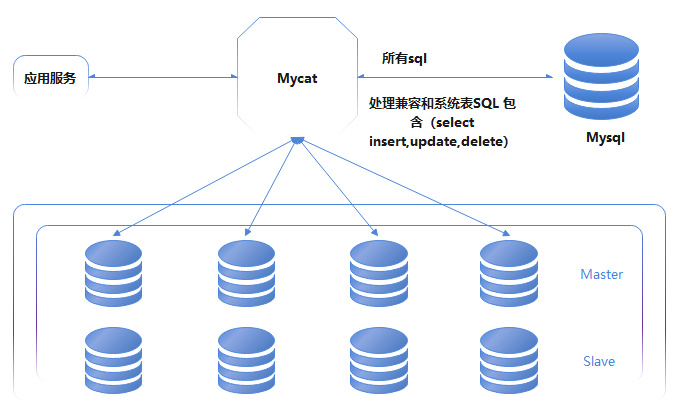 应用服务
Mycat
所有sql
处理兼容和系统表SQL 包
含（select
insert,update,delete）
Mysql
Master
Slave